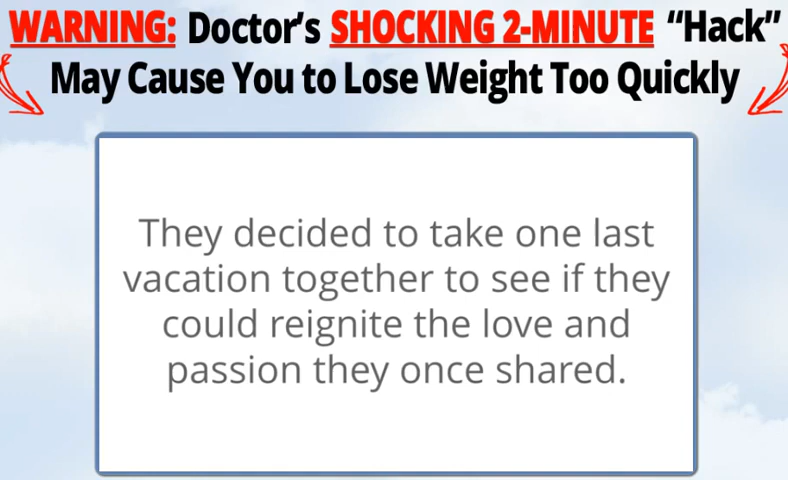 WARNING: Doctor's SHOCKING 2-MINUTE “Hack”
May Cause You to Lose Weight Too Quickly
They decided to take one last
vacation together to see if they
could reignite the love and
passion they once shared.